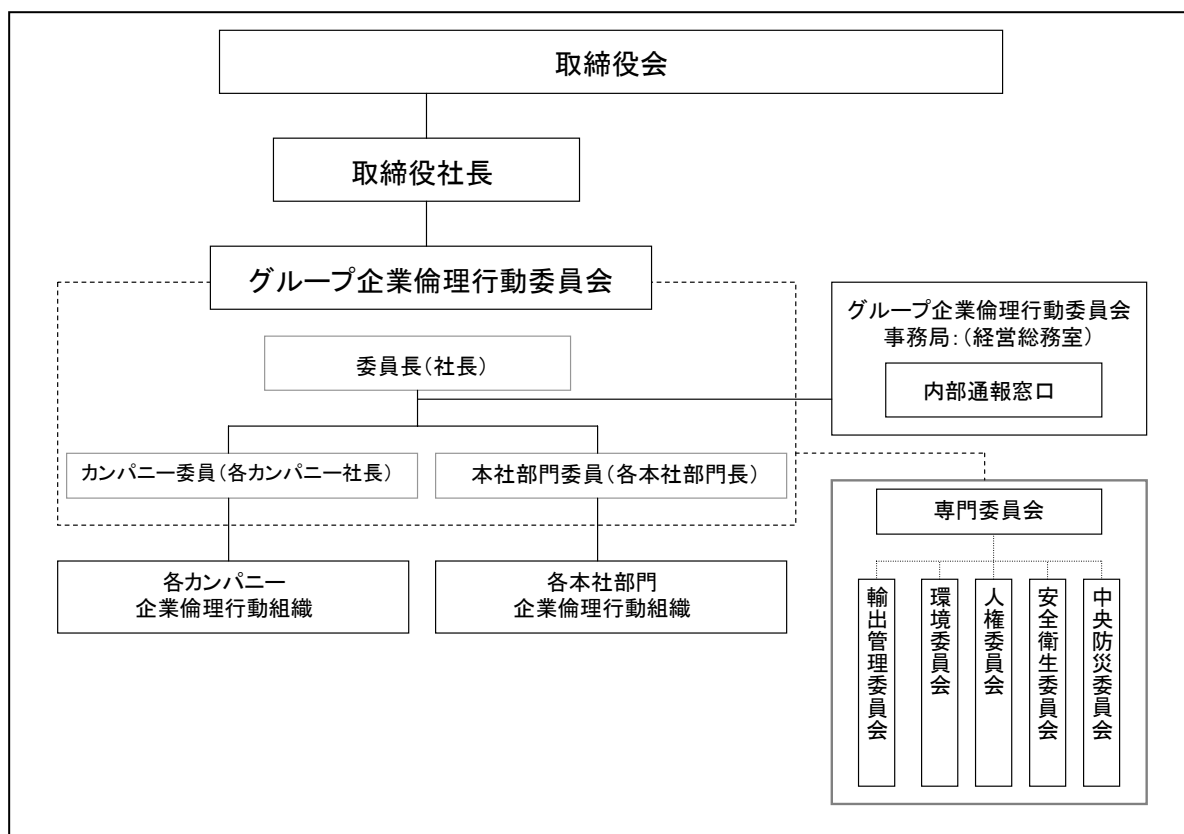 取締役会
取締役社長
グループ企業倫理行動委員会
委員長(社長)
カンパニー委員(各カンパニー社長)
本社部門委員(各本社部門長)
各カンパニー
企業倫理行動組織
各本社部門
企業倫理行動組織
グループ企業倫理行動委員会
事務局:(経営総務室)
内部通報窓口
専門委員会
輸出管理委員会
環境委員会
人権委員会
安全衛生委員会
中央防災委員会